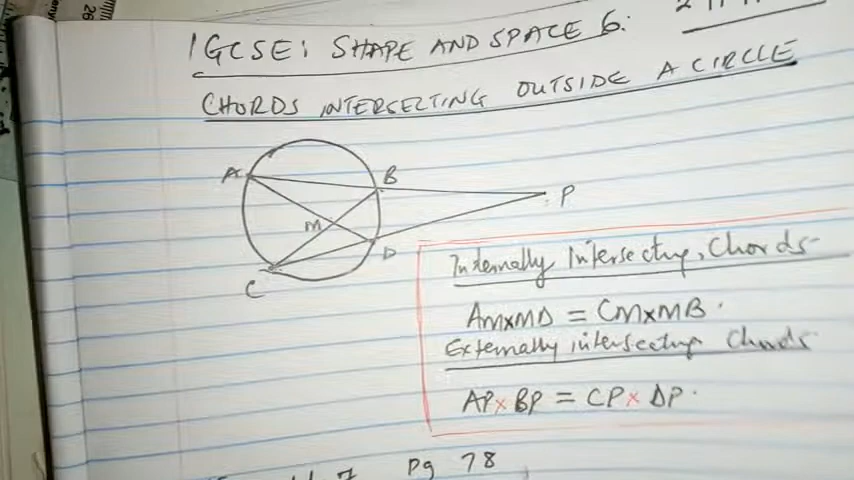 IGCSE: SHAPE AND SPACE 6:
CHORDS INTERSECTING OUTSIDE A CIRCLE
A
B
P
M
D
C
Internally Intersecting Chords
AM×MD = CM×MB.
Externally intersecting Chords
AP×BP = CP×DP.
7 Pg 78